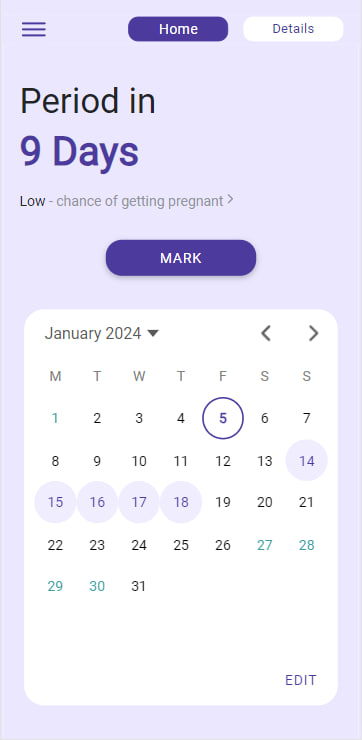 Home Details
Period in
9 Days
Low - chance of getting pregnant
MARK
January 2024
M T W T F S S
1 2 3 4 5 6 7
8 9 10 11 12 13 14
15 16 17 18 19 20 21
22 23 24 25 26 27 28
29 30 31
EDIT